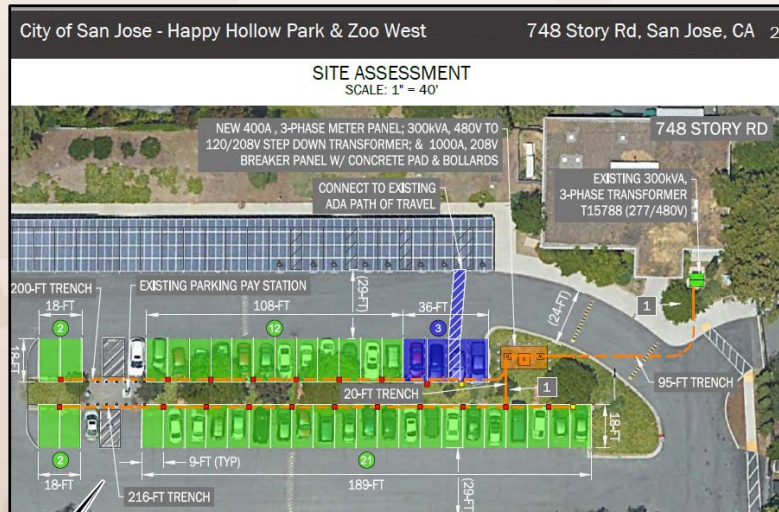 City of San Jose - Happy Hollow Park & Zoo West
748 Story Rd, San Jose, CA 2
SITE ASSESSMENT
SCALE: 1" = 40'
NEW 400A , 3-PHASE METER PANEL; 300kVA, 480V TO
120/208V STEP DOWN TRANSFORMER; & 1000A, 208V
BREAKER PANEL W/ CONCRETE PAD & BOLLARDS
748 STORY RD
CONNECT TO EXISTING
ADA PATH OF TRAVEL
EXISTING 300kVA,
3-PHASE TRANSFORMER
T15788 (277/480V)
200-FT TRENCH
EXISTING PARKING PAY STATION
18-FT
108-FT
(29-FT)
36-FT
(24-FT)
1
2
12
3
18-FT
20-FT TRENCH
1
95-FT TRENCH
18-FT
2
9-FT (TYP)
21
18-FT
189-FT
216-FT TRENCH
(29-FT)